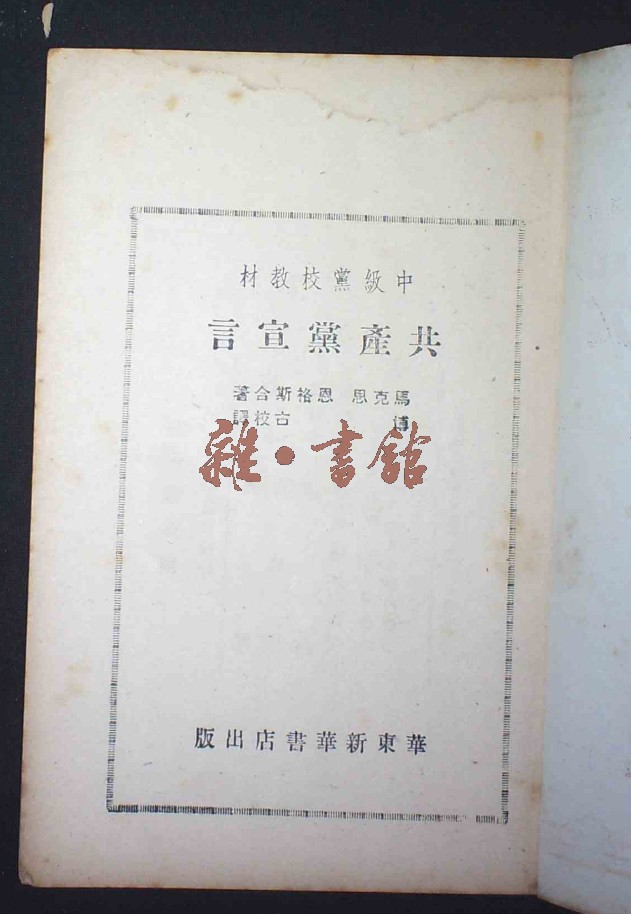 中級黨校教材
共產黨宣言
馬克思 恩格斯合著
博古校譯
雜·書館
華東新華書店出版